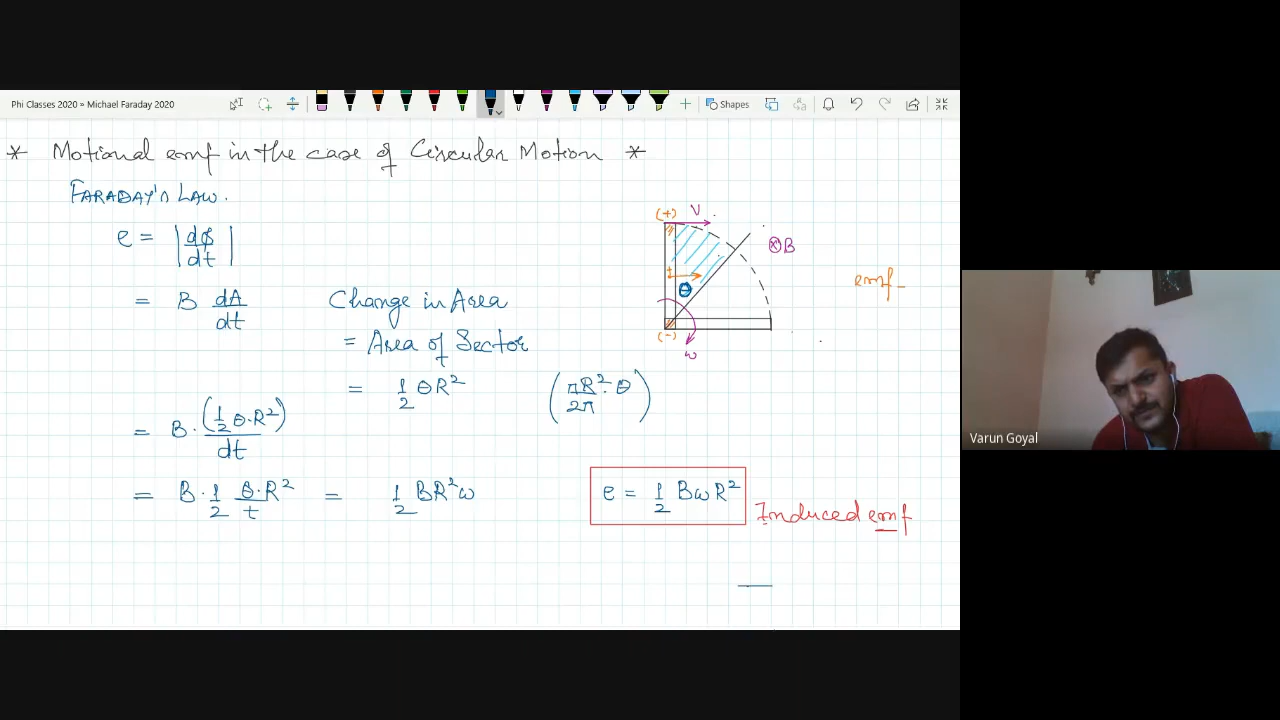 Phi Classes 2020 » Michael Faraday 2020
Shapes
* Motional emf in the case of Circular Motion *
FARADAY's LAW.
e = | dφ / dt |
= B dA / dt
Change in Area
= Area of Sector
= 1/2 θR² ( πR² / 2π · θ )
= B · (1/2 θ·R²) / dt
= B · 1/2 θ·R² / t = 1/2 BR²ω
e = 1/2 BωR²
Induced emf
(+) V
⊗B
θ
(-)
ω
emf
Varun Goyal